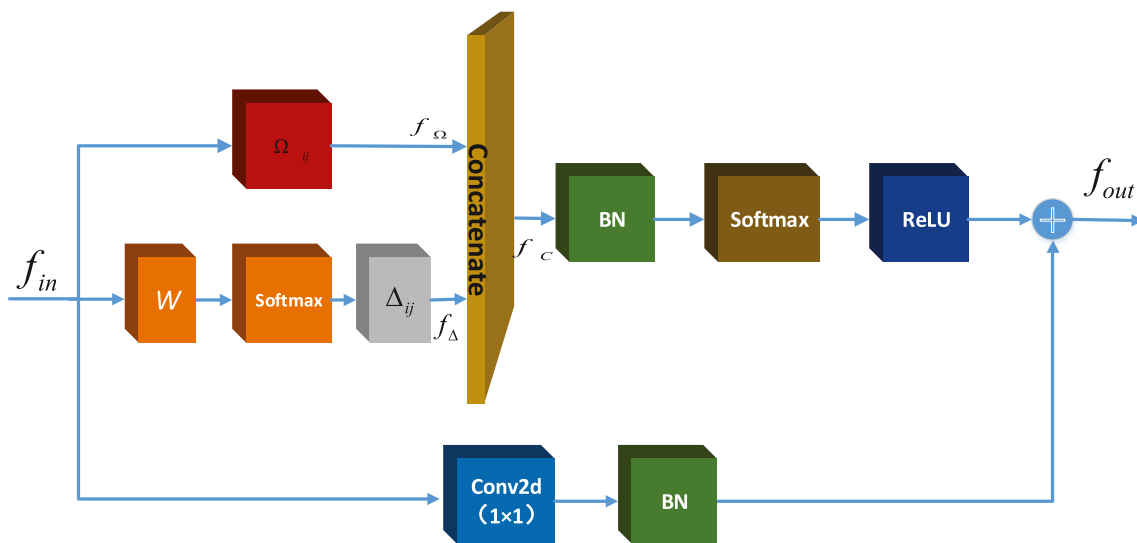 f in
Ω ij
f Ω
W
Softmax
Δ ij
f Δ
Concatenate
f C
BN
Softmax
ReLU
f out
Conv2d
（1×1）
BN